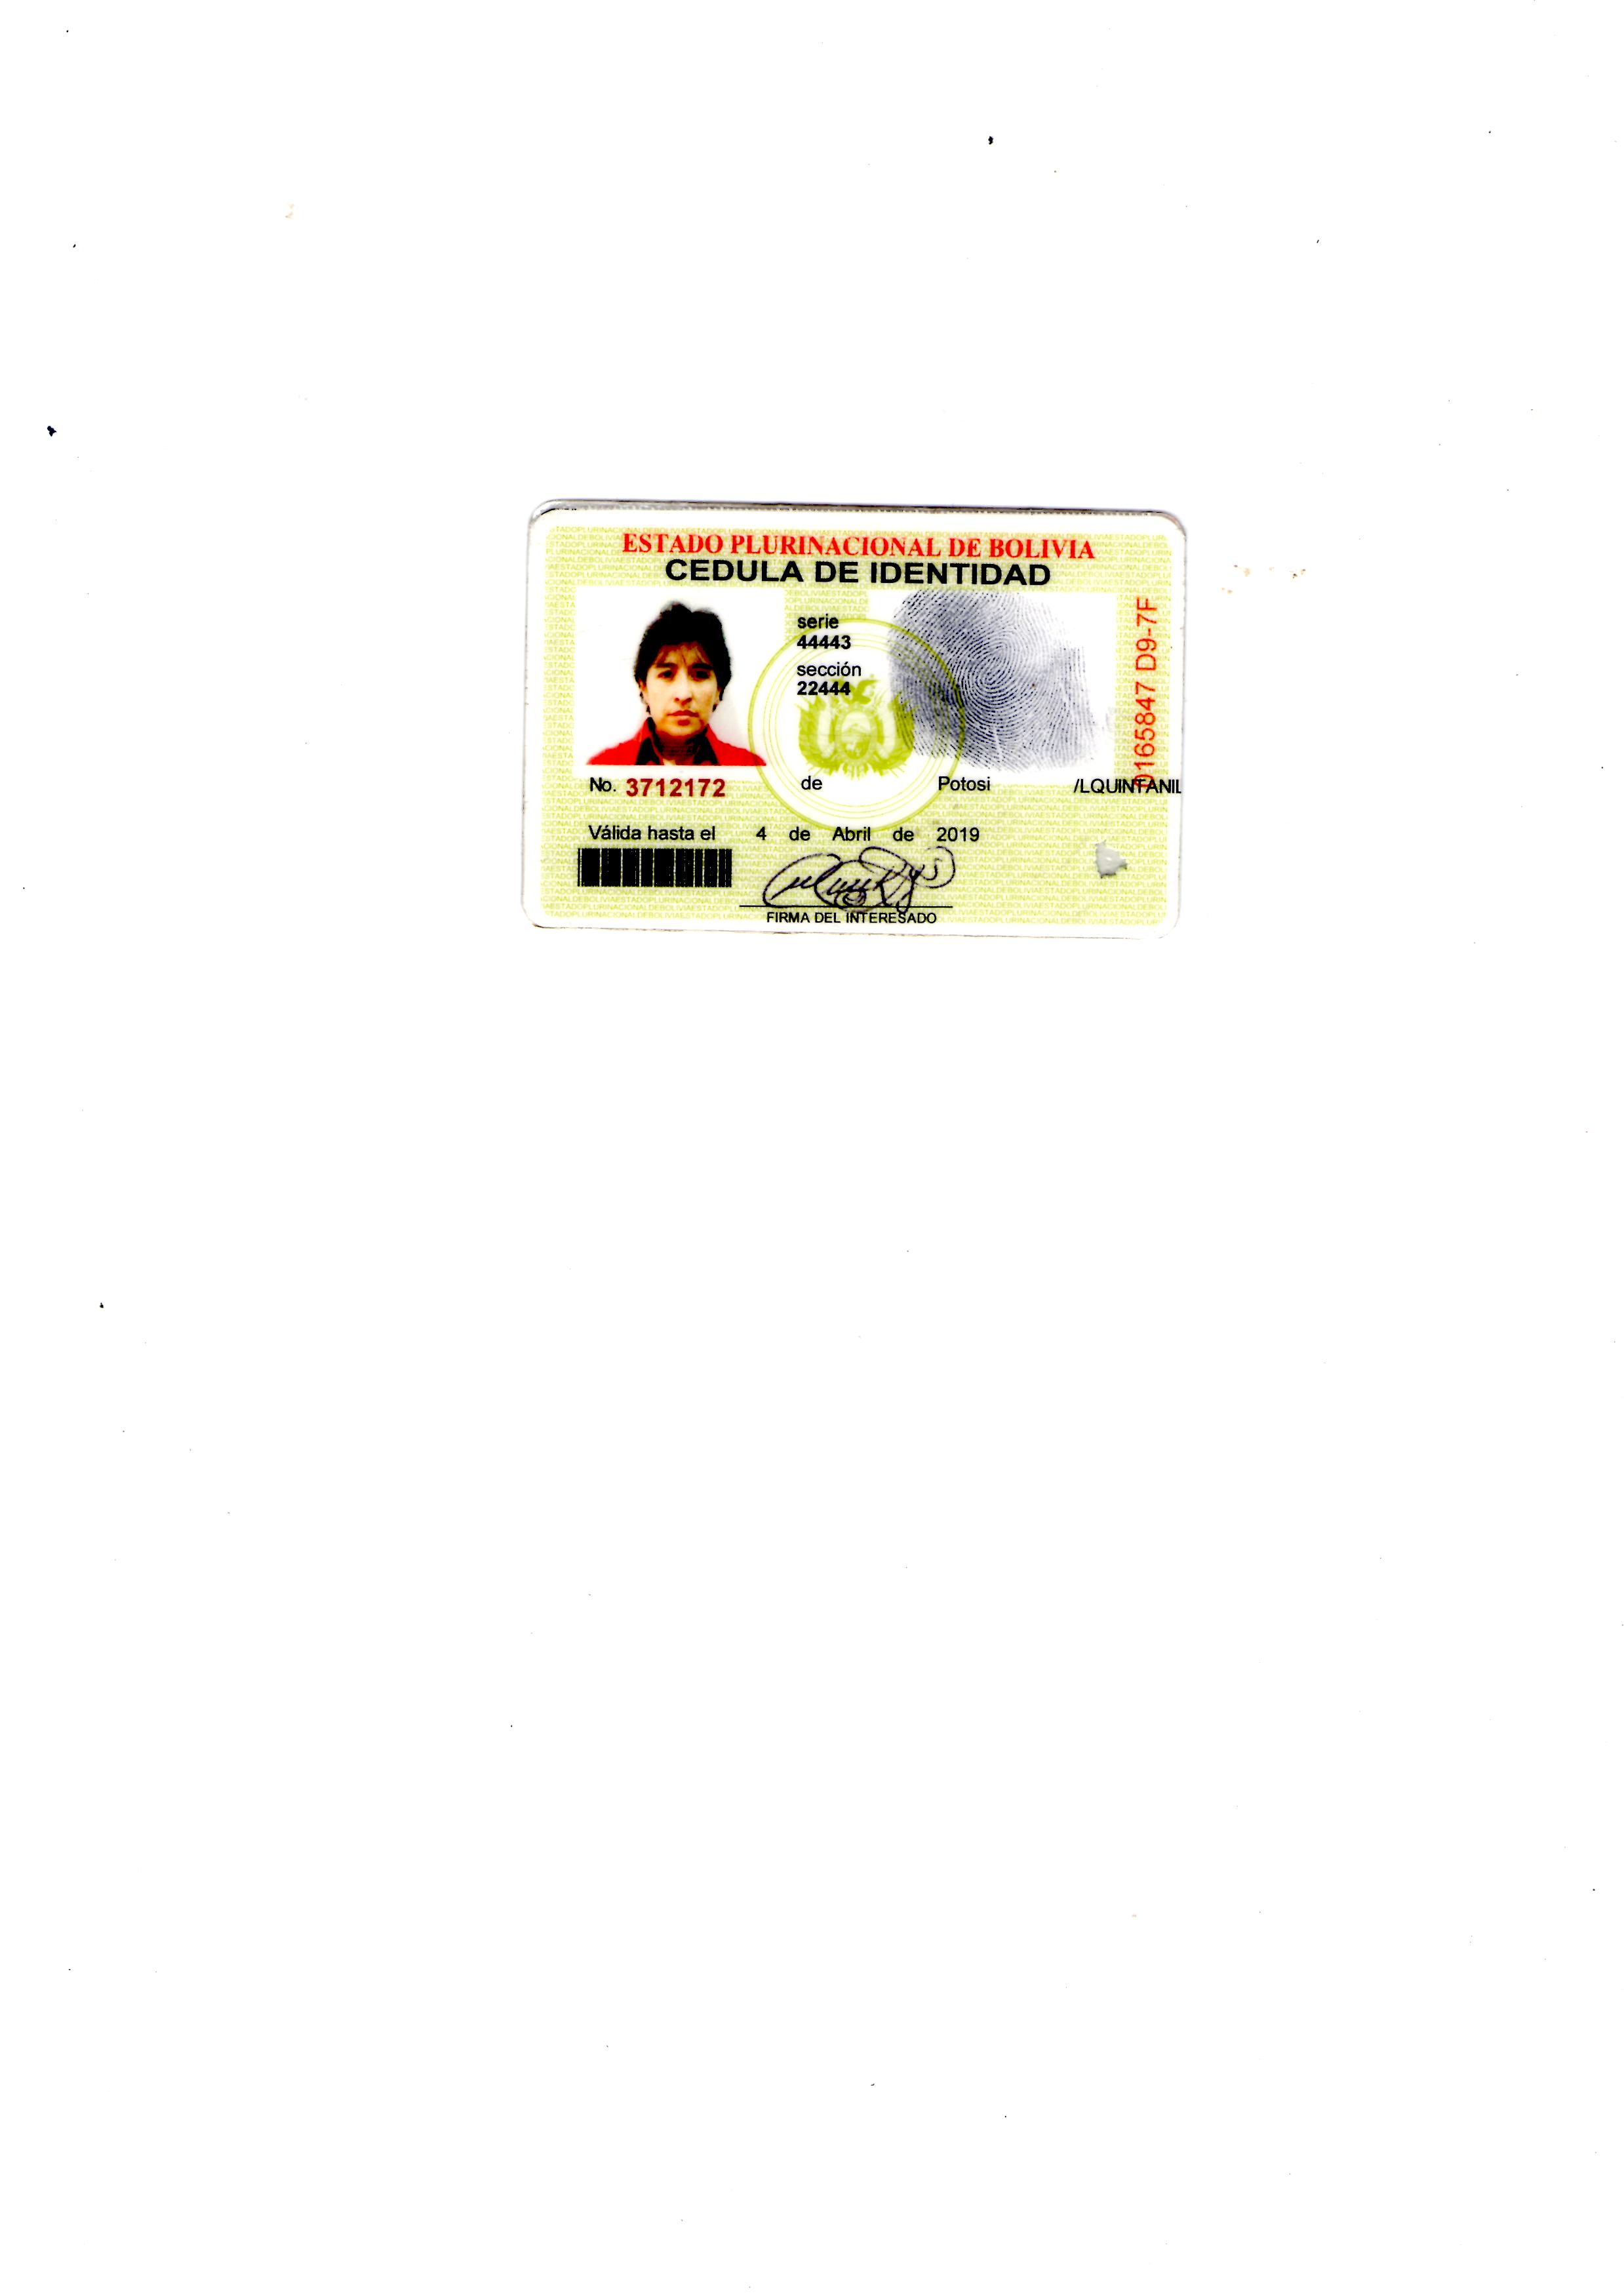 ESTADO PLURINACIONAL DE BOLIVIA
CEDULA DE IDENTIDAD
serie
44443
sección
22444
0165847 D9-7F
No. 3712172 de Potosi /LQUINTANIL
Válida hasta el 4 de Abril de 2019
FIRMA DEL INTERESADO